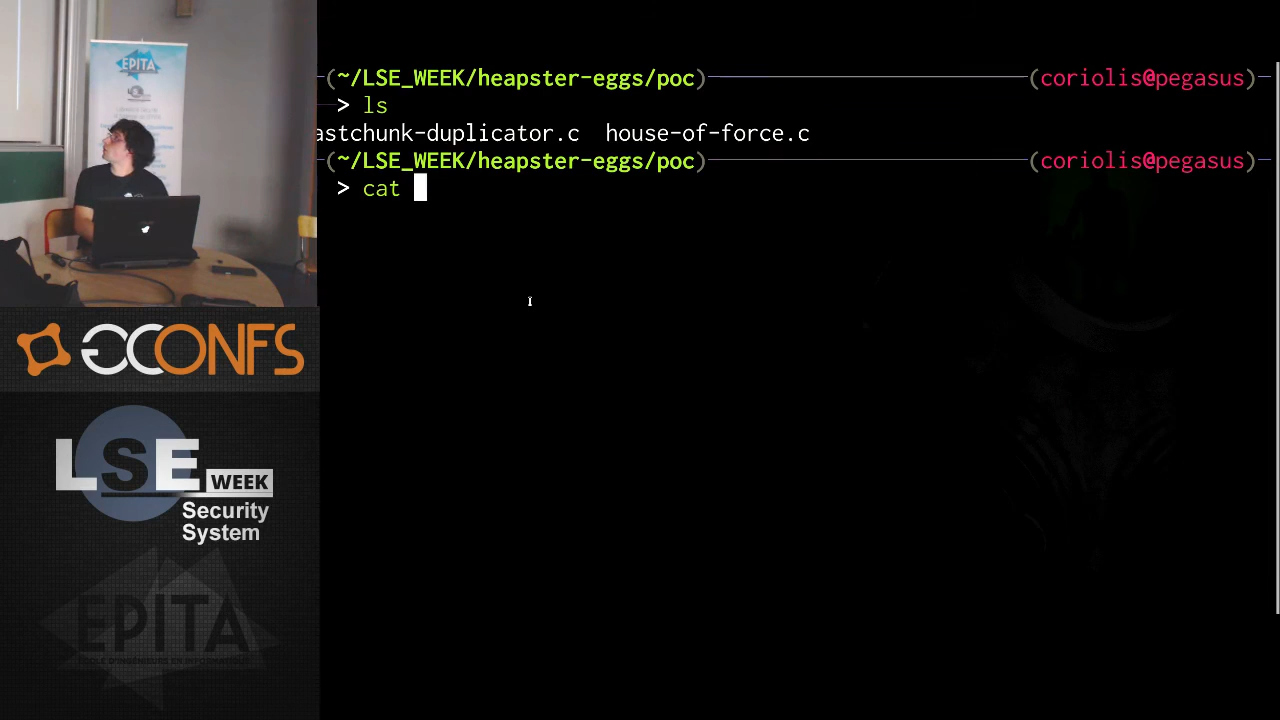 EPITA
(~/LSE_WEEK/heapster-eggs/poc) (coriolis@pegasus)
> ls
astchunk-duplicator.c house-of-force.c
(~/LSE_WEEK/heapster-eggs/poc) (coriolis@pegasus)
> cat
GCONFS
LSE WEEK
Security
System
EPITA